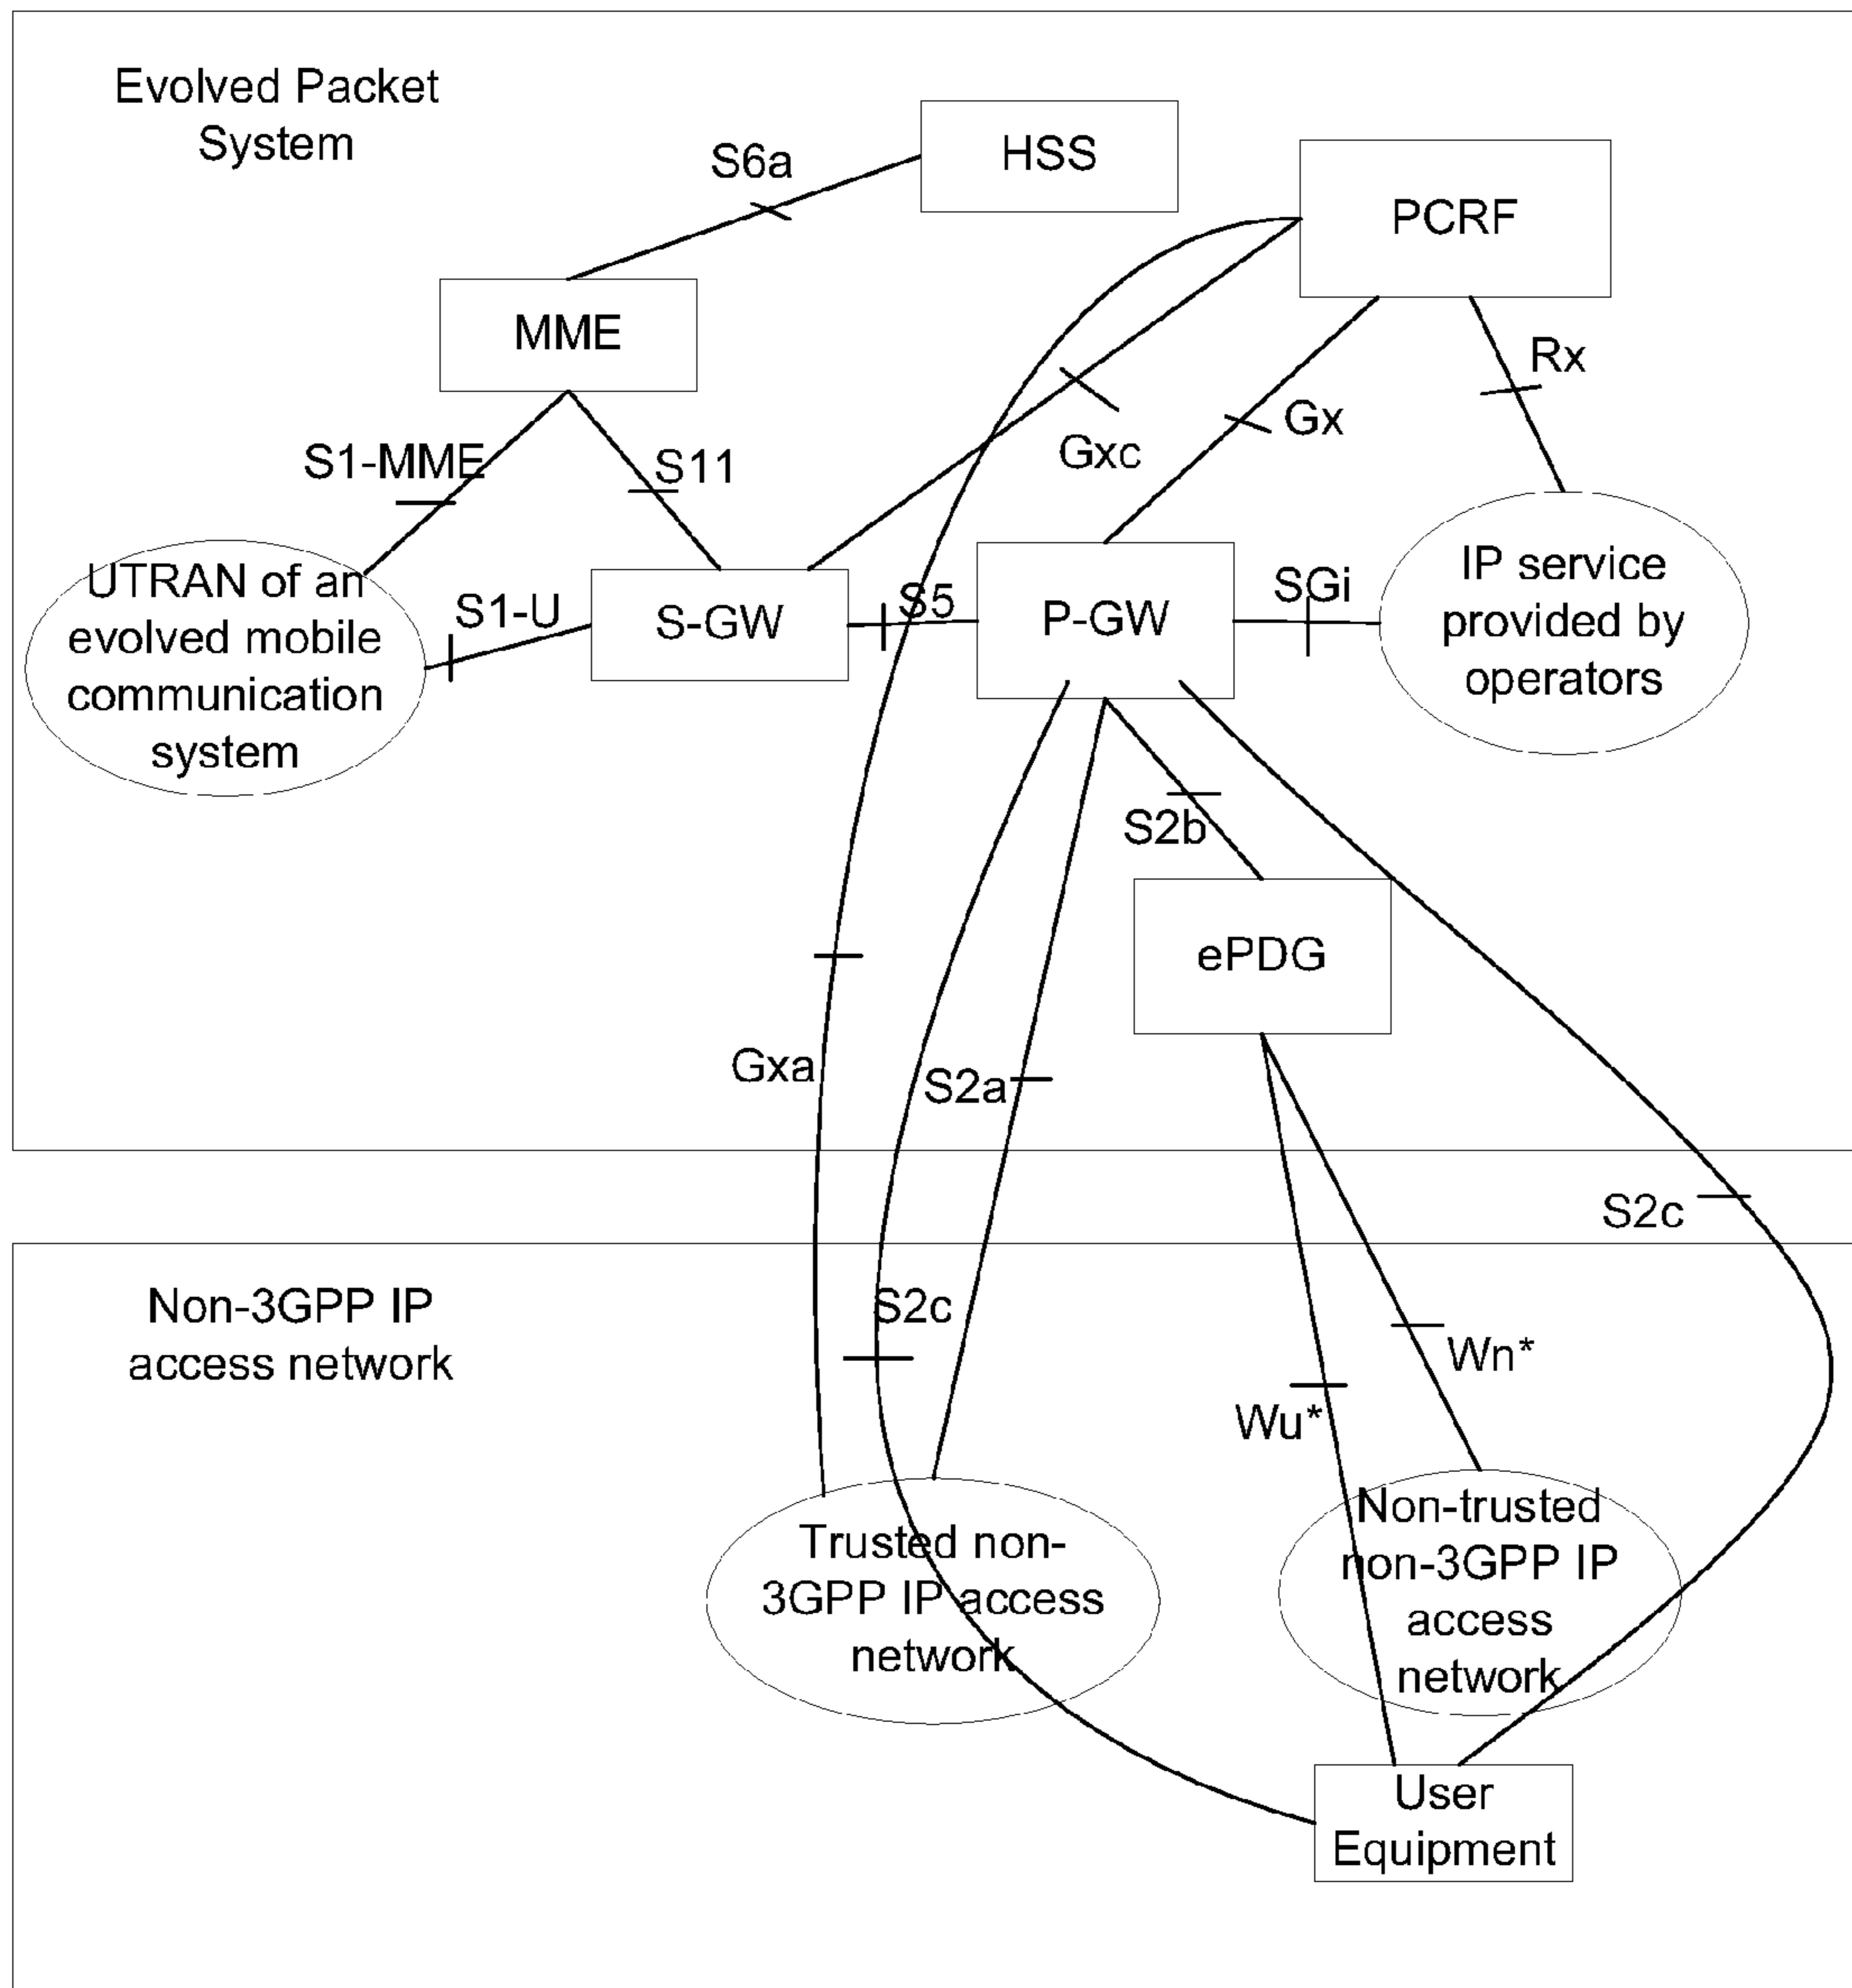 Evolved Packet
System
HSS
S6a
PCRF
MME
Rx
Gx
Gxc
S1-MME
S11
UTRAN of an
evolved mobile
communication
system
S1-U
S-GW
S5
P-GW
SGi
IP service
provided by
operators
S2b
ePDG
Gxa
S2a
S2c
Non-3GPP IP
access network
S2c
Wn*
Wu*
Trusted non-
3GPP IP access
network
Non-trusted
non-3GPP IP
access
network
User
Equipment